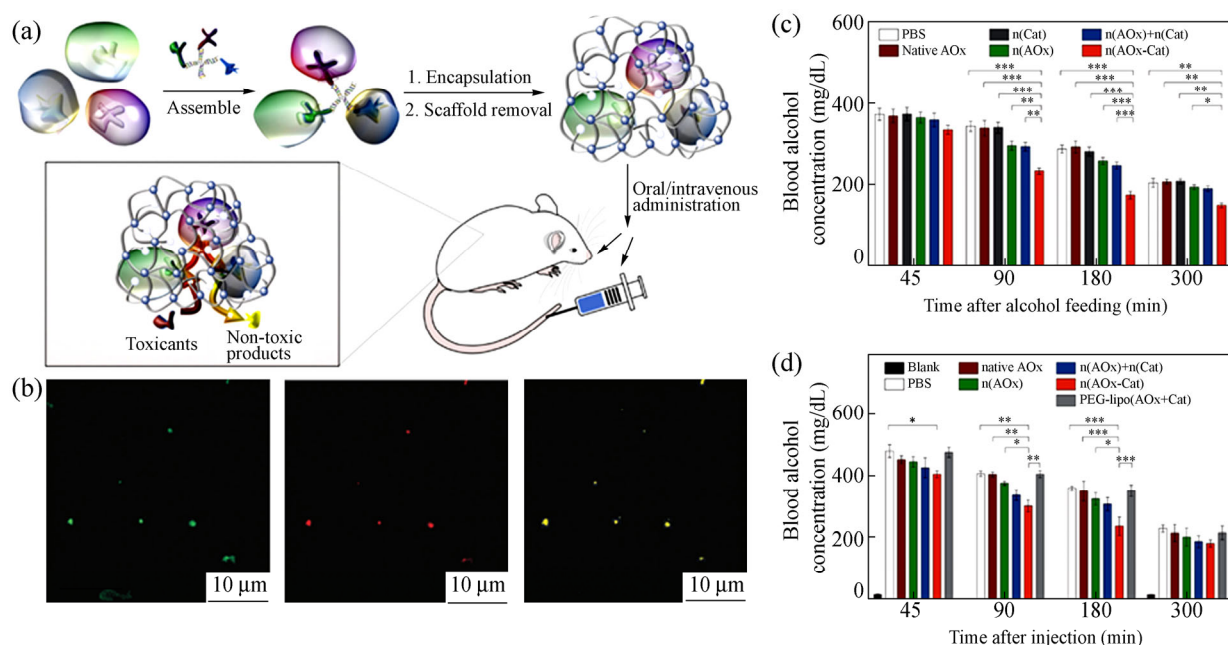 (a)
Assemble
1. Encapsulation
2. Scaffold removal
Oral/intravenous
administration
Toxicants
Non-toxic
products
(b)
10 μm
10 μm
10 μm
(c)
Blood alcohol
concentration (mg/dL)
600
400
200
0
PBS
n(Cat)
n(AOx)+n(Cat)
Native AOx
n(AOx)
n(AOx-Cat)
***
***
**
***
***
**
***
***
**
**
***
*
**
***
45
90
180
300
Time after alcohol feeding (min)
(d)
Blood alcohol
concentration (mg/dL)
600
400
200
0
Blank
native AOx
n(AOx)+n(Cat)
PBS
n(AOx)
n(AOx-Cat)
PEG-lipo(AOx+Cat)
*
**
***
**
***
*
*
**
***
45
90
180
300
Time after injection (min)